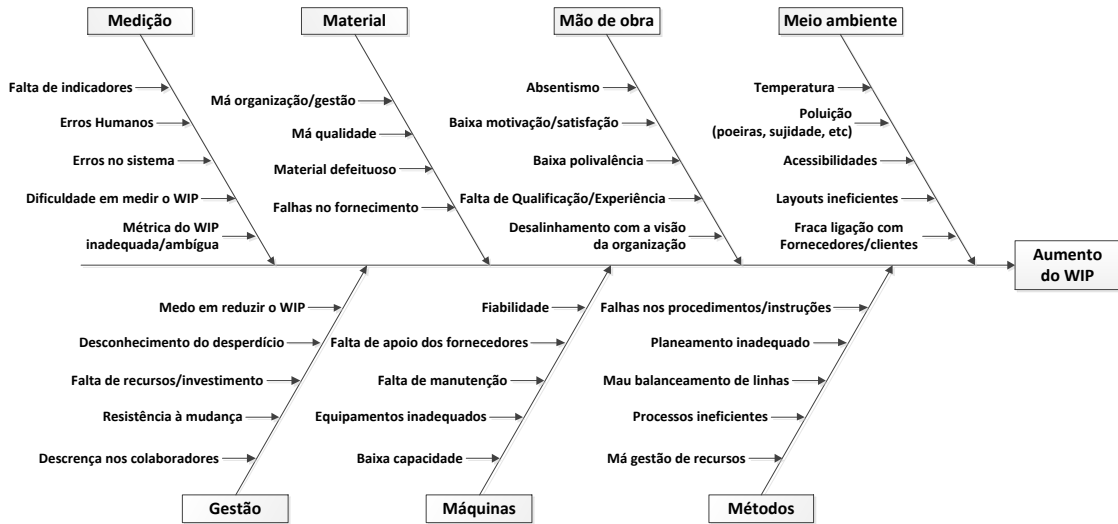 Medição
Material
Mão de obra
Meio ambiente
Falta de indicadores
Erros Humanos
Erros no sistema
Dificuldade em medir o WIP
Métrica do WIP
inadequada/ambígua
Má organização/gestão
Má qualidade
Material defeituoso
Falhas no fornecimento
Absentismo
Baixa motivação/satisfação
Baixa polivalência
Falta de Qualificação/Experiência
Desalinhamento com a visão
da organização
Temperatura
Poluição
(poeiras, sujidade, etc)
Acessibilidades
Layouts ineficientes
Fraca ligação com
Fornecedores/clientes
Aumento
do WIP
Medo em reduzir o WIP
Desconhecimento do desperdício
Falta de recursos/investimento
Resistência à mudança
Descrença nos colaboradores
Fiabilidade
Falta de apoio dos fornecedores
Falta de manutenção
Equipamentos inadequados
Baixa capacidade
Falhas nos procedimentos/instruções
Planeamento inadequado
Mau balanceamento de linhas
Processos ineficientes
Má gestão de recursos
Gestão
Máquinas
Métodos